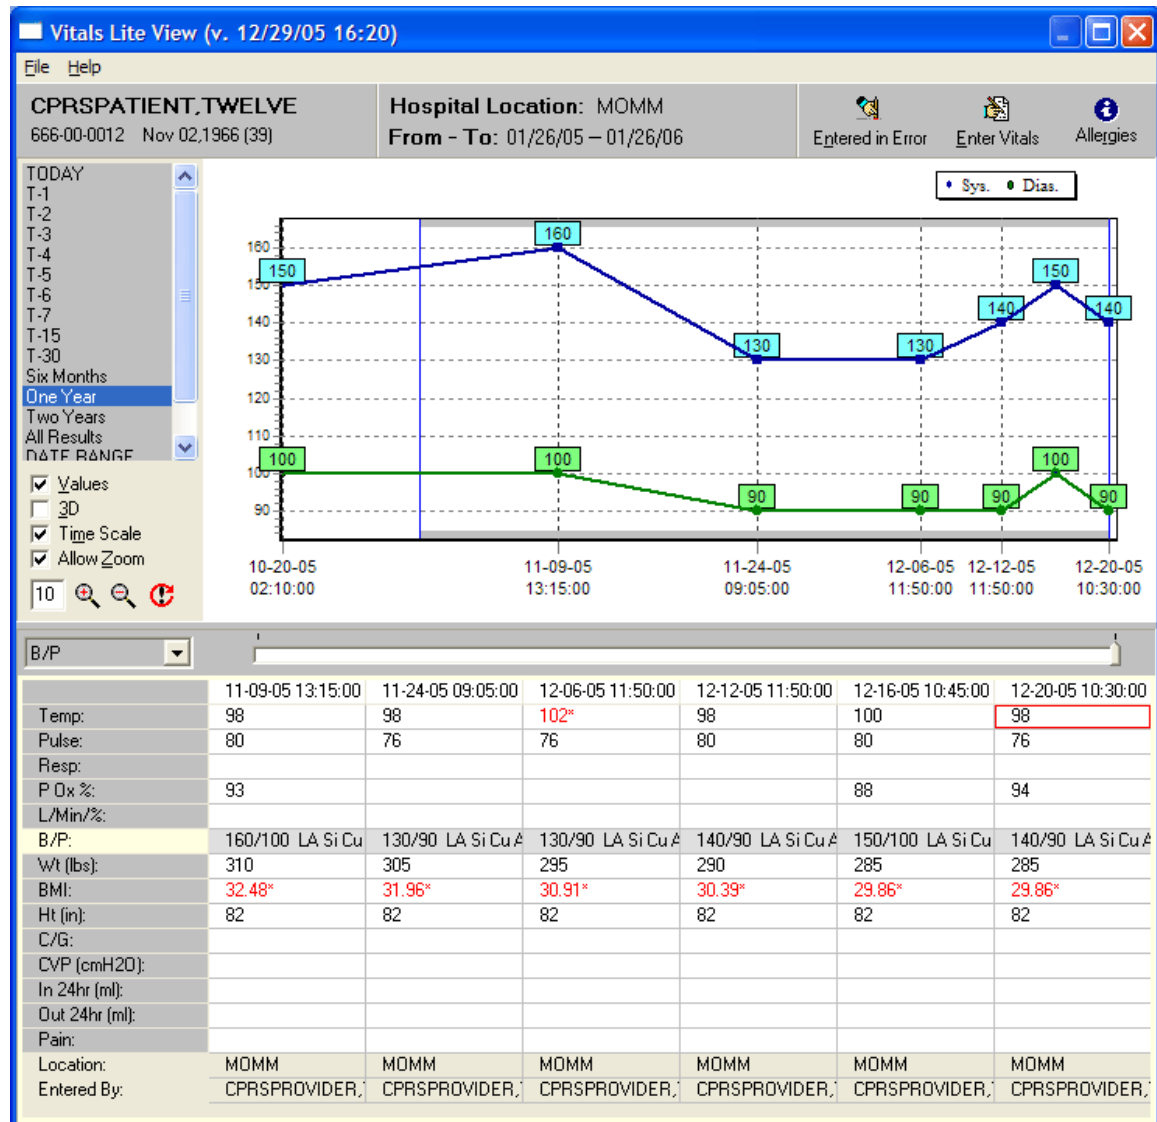 Vitals Lite View (v. 12/29/05 16:20)
File Help
CPRSPATIENT,TWELVE
666-00-0012 Nov 02,1966 (39)
Hospital Location: MOMM
From - To: 01/26/05 – 01/26/06
Entered in Error Enter Vitals Allergies
TODAY
T-1
T-2
T-3
T-4
T-5
T-6
T-7
T-15
T-30
Six Months
One Year
Two Years
All Results
DATE RANGE
Values
3D
Time Scale
Allow Zoom
10
Sys. Dias.
160
150
140
130
120
110
100
90
150 160 130 130 140 150 140
100 100 90 90 90 100 90
10-20-05 11-09-05 11-24-05 12-06-05 12-12-05 12-20-05
02:10:00 13:15:00 09:05:00 11:50:00 11:50:00 10:30:00
B/P
11-09-05 13:15:00 11-24-05 09:05:00 12-06-05 11:50:00 12-12-05 11:50:00 12-16-05 10:45:00 12-20-05 10:30:00
Temp: 98 98 102* 98 100 98
Pulse: 80 76 76 80 80 76
Resp:
P Ox %: 93 88 94
L/Min/%:
B/P: 160/100 LA Si Cu 130/90 LA Si Cu A 130/90 LA Si Cu A 140/90 LA Si Cu A 150/100 LA Si Cu 140/90 LA Si Cu A
Wt (lbs): 310 305 295 290 285 285
BMI: 32.48* 31.96* 30.91* 30.39* 29.86* 29.86*
Ht (in): 82 82 82 82 82 82
C/G:
CVP (cmH2O):
In 24hr (ml):
Out 24hr (ml):
Pain:
Location: MOMM MOMM MOMM MOMM MOMM MOMM
Entered By: CPRSPROVIDER, CPRSPROVIDER, CPRSPROVIDER, CPRSPROVIDER, CPRSPROVIDER, CPRSPROVIDER,